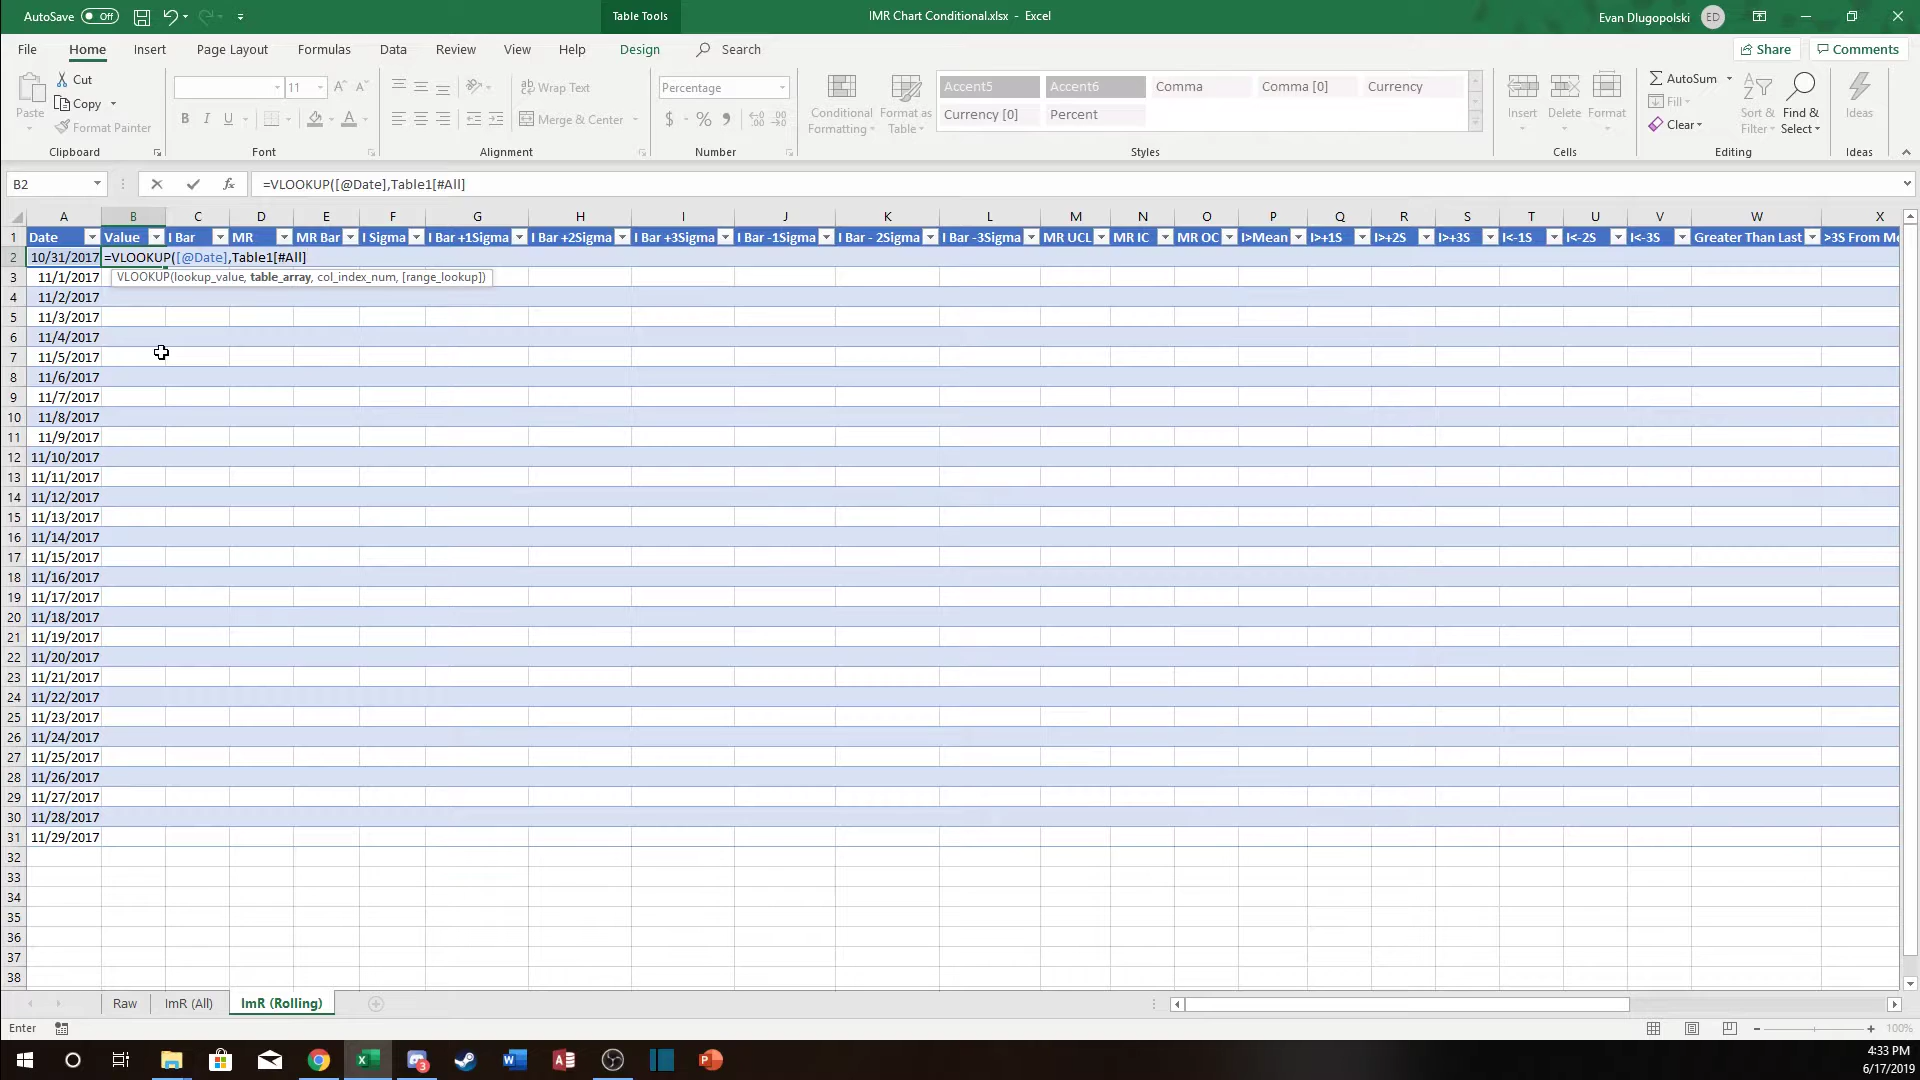 AutoSave Off
Table Tools
IMR Chart Conditional.xlsx - Excel
Evan Dlugopolski ED
File Home Insert Page Layout Formulas Data Review View Help Design Search Share Comments
Paste
Cut
Copy
Format Painter
Clipboard
11
B I U
Font
Wrap Text
Merge & Center
Alignment
Percentage
$ %
Number
Conditional Formatting
Format as Table
Accent5 Accent6 Comma Comma [0] Currency
Currency [0] Percent
Styles
Insert Delete Format
Cells
AutoSum
Fill
Clear
Sort & Filter
Find & Select
Editing
Ideas
Ideas
B2 =VLOOKUP([@Date],Table1[#All]
A B C D E F G H I J K L M N O P Q R S T U V W X
1 Date Value I Bar MR MR Bar I Sigma I Bar +1Sigma I Bar +2Sigma I Bar +3Sigma I Bar -1Sigma I Bar - 2Sigma I Bar -3Sigma MR UCL MR IC MR OC I>Mean I>+1S I>+2S I>+3S I<-1S I<-2S I<-3S Greater Than Last >3S From Me
2 10/31/2017 =VLOOKUP([@Date],Table1[#All]
3 11/1/2017 VLOOKUP(lookup_value, table_array, col_index_num, [range_lookup])
4 11/2/2017
5 11/3/2017
6 11/4/2017
7 11/5/2017
8 11/6/2017
9 11/7/2017
10 11/8/2017
11 11/9/2017
12 11/10/2017
13 11/11/2017
14 11/12/2017
15 11/13/2017
16 11/14/2017
17 11/15/2017
18 11/16/2017
19 11/17/2017
20 11/18/2017
21 11/19/2017
22 11/20/2017
23 11/21/2017
24 11/22/2017
25 11/23/2017
26 11/24/2017
27 11/25/2017
28 11/26/2017
29 11/27/2017
30 11/28/2017
31 11/29/2017
32
33
34
35
36
37
38
Raw ImR (All) ImR (Rolling)
Enter
100%
4:33 PM
6/17/2019